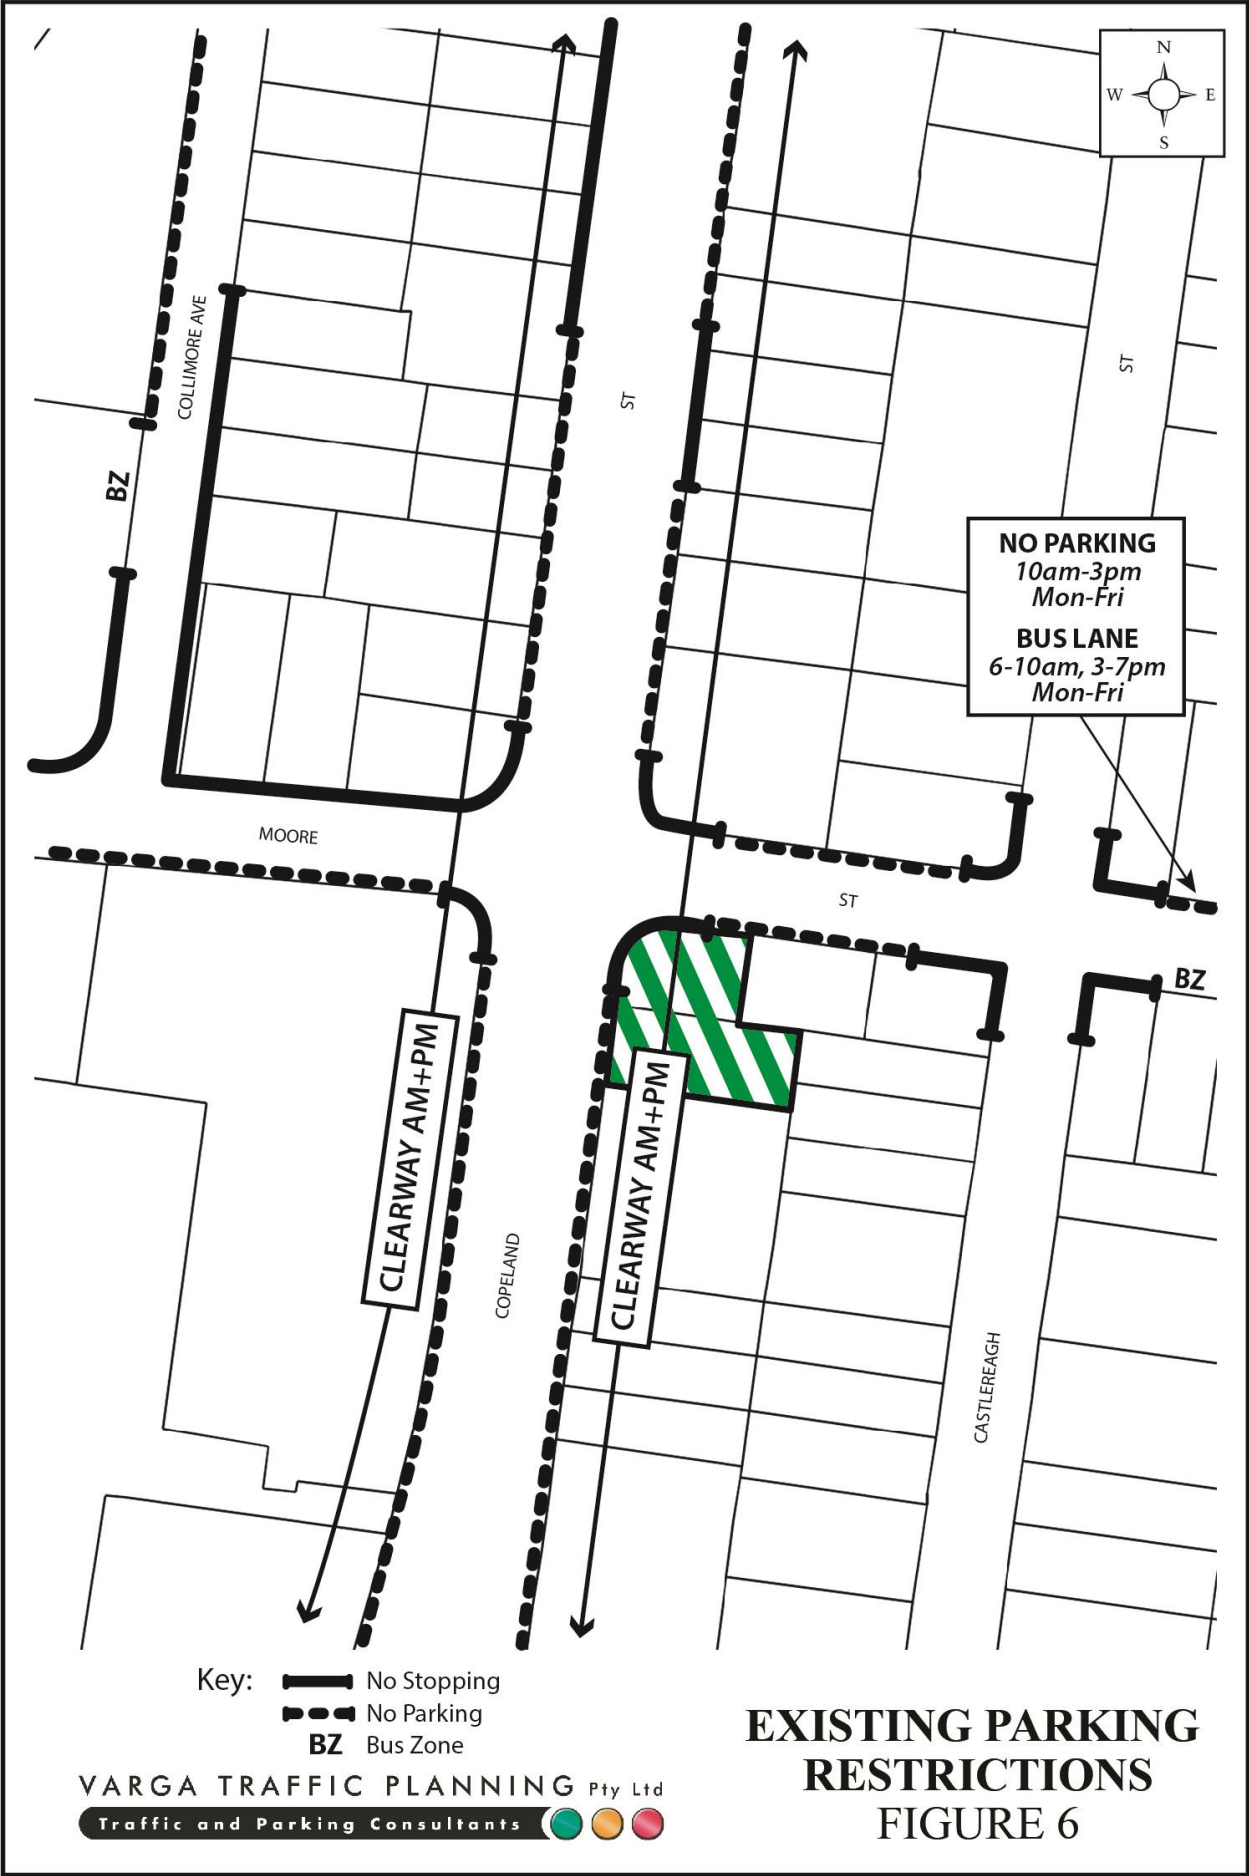 N
W E
S
COLLIMORE AVE
ST
ST
BZ
NO PARKING
10am-3pm
Mon-Fri
BUS LANE
6-10am, 3-7pm
Mon-Fri
MOORE
ST
BZ
CLEARWAY AM+PM
CLEARWAY AM+PM
COPELAND
CASTLEREAGH
Key:
No Stopping
No Parking
BZ Bus Zone
EXISTING PARKING
RESTRICTIONS
FIGURE 6
VARGA TRAFFIC PLANNING Pty Ltd
Traffic and Parking Consultants